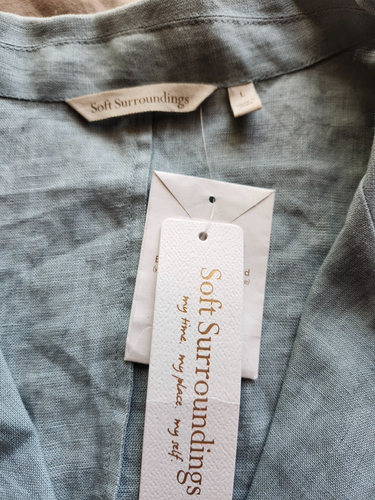 Soft Surroundings
L
Soft Surroundings
my time, my place, my self.